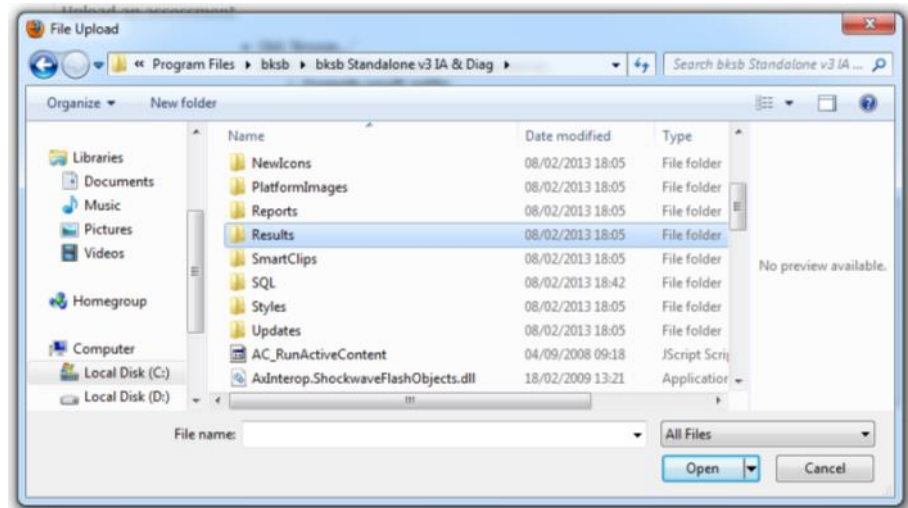 Upload an assessment
File Upload
« Program Files ▸ bksb ▸ bksb Standalone v3 IA & Diag ▸ Search bksb Standalone v3 IA ...
Organize New folder
Name Date modified Type
Libraries
Documents
Music
Pictures
Videos
Homegroup
Computer
Local Disk (C:)
Local Disk (D:)
NewIcons 08/02/2013 18:05 File folder
PlatformImages 08/02/2013 18:05 File folder
Reports 08/02/2013 18:05 File folder
Results 08/02/2013 18:05 File folder
SmartClips 08/02/2013 18:05 File folder
SQL 08/02/2013 18:42 File folder
Styles 08/02/2013 18:05 File folder
Updates 08/02/2013 18:05 File folder
AC_RunActiveContent 04/09/2008 09:18 JScript Scrip
AxInterop.ShockwaveFlashObjects.dll 18/02/2009 13:21 Application
No preview available.
File name: All Files
Open Cancel